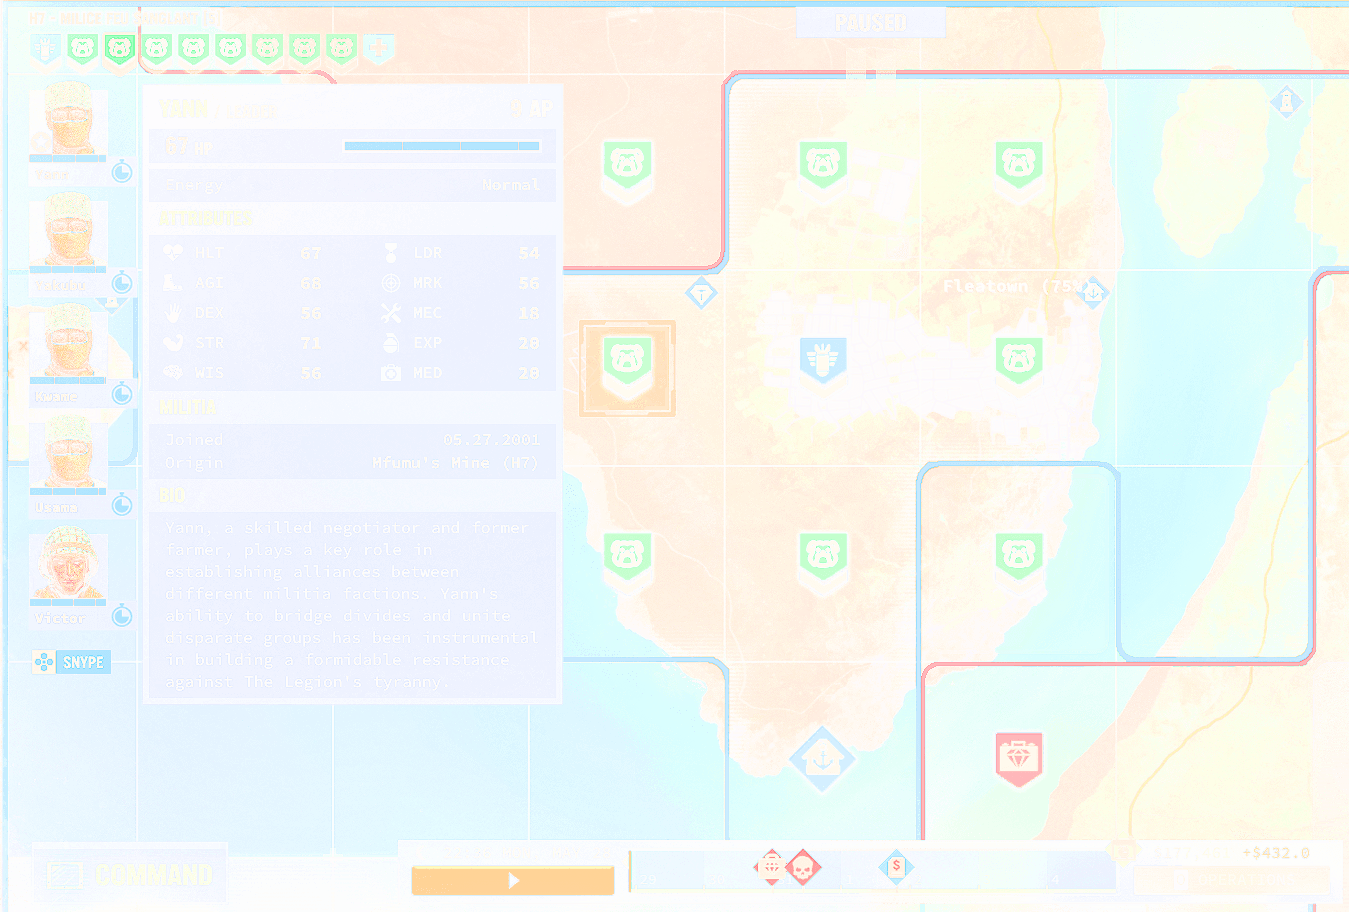 PAUSED
YANN
9 AP
67 HP
Energy Normal
ATTRIBUTES
HLT 67 LDR 54
AGI 68 MRK 56
DEX 56 MEC 18
STR 71 EXP 28
WIS 56 MED 28
MILITIA
Joined 05.27.2001
Origin Mfumu's Mine (H7)
BIO
Yann, a skilled negotiator and former
farmer, plays a key role in
establishing alliances between
different militia factions. Yann's
ability to bridge divides and unite
disparate groups has been instrumental
in building a formidable resistance
against The Legion's tyranny.
Yann
Kwame
Usama
Victor
SNYPE
Fleatown
COMMAND
+$432.0